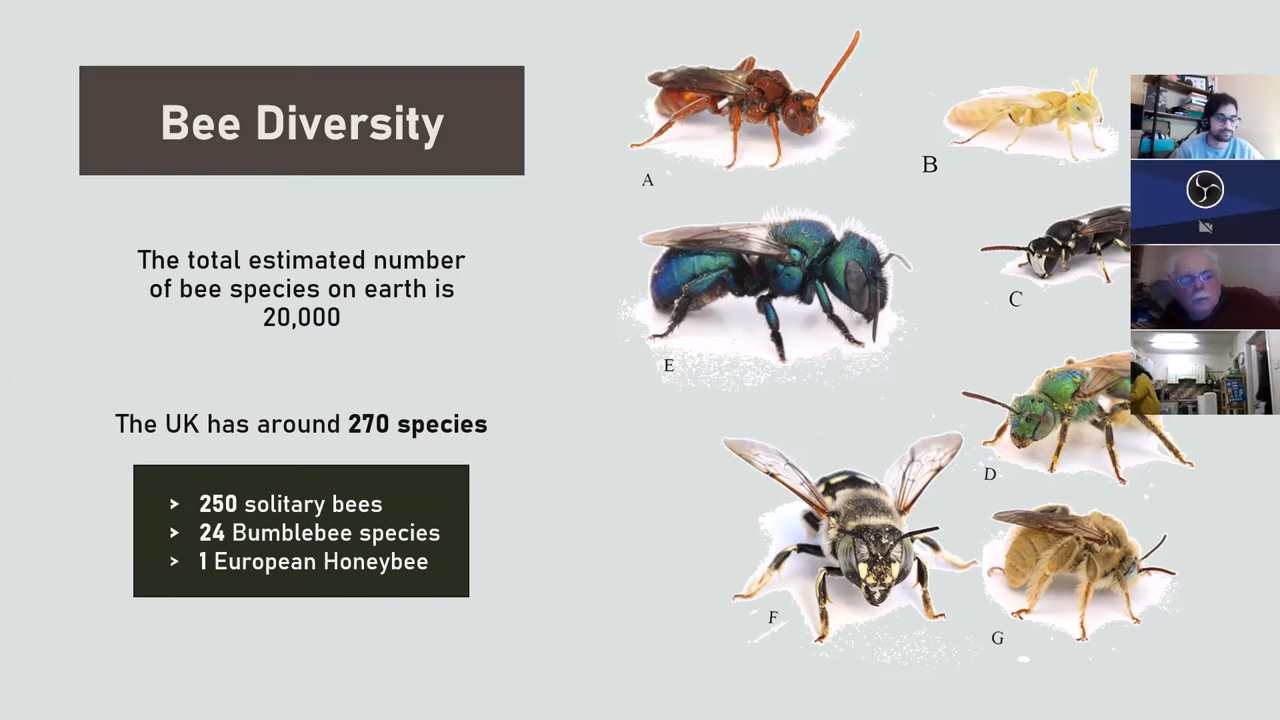 Bee Diversity
The total estimated number
of bee species on earth is
20,000
The UK has around 270 species
> 250 solitary bees
> 24 Bumblebee species
> 1 European Honeybee
A
B
E
C
D
F
G